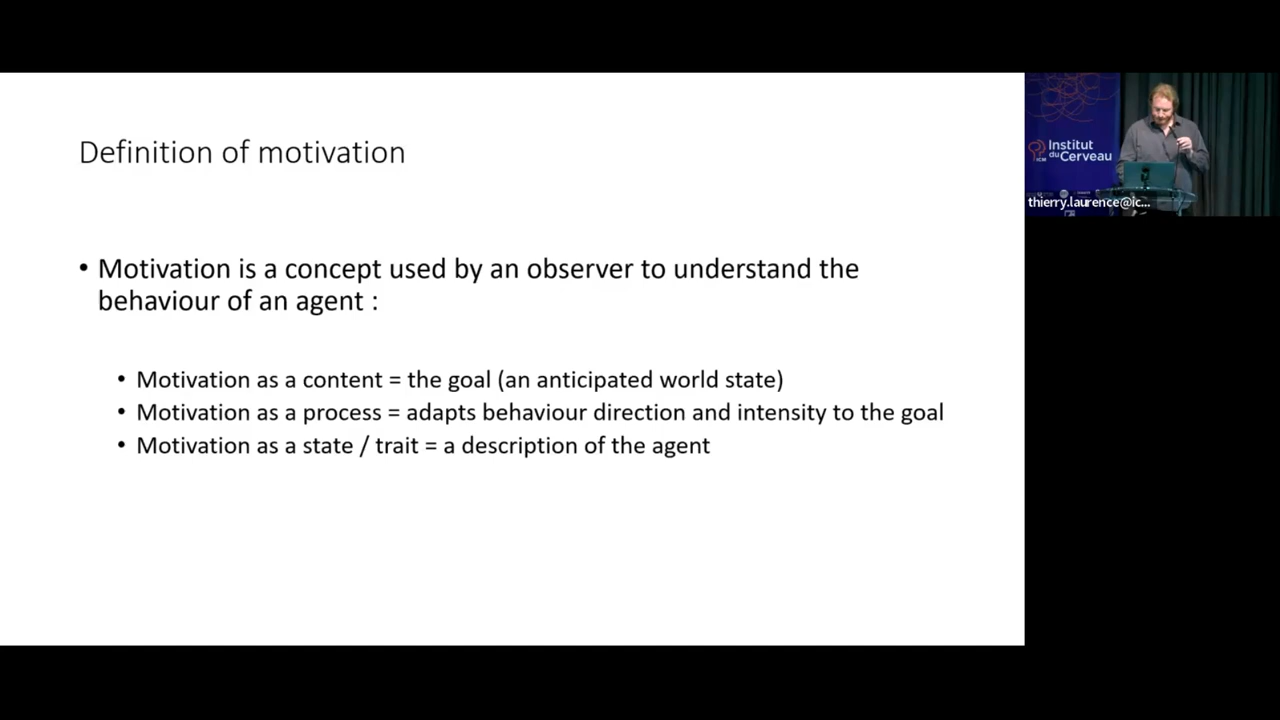 Definition of motivation
• Motivation is a concept used by an observer to understand the
behaviour of an agent :
• Motivation as a content = the goal (an anticipated world state)
• Motivation as a process = adapts behaviour direction and intensity to the goal
• Motivation as a state / trait = a description of the agent
Institut
du Cerveau
ICM
thierry.laurence@ic...